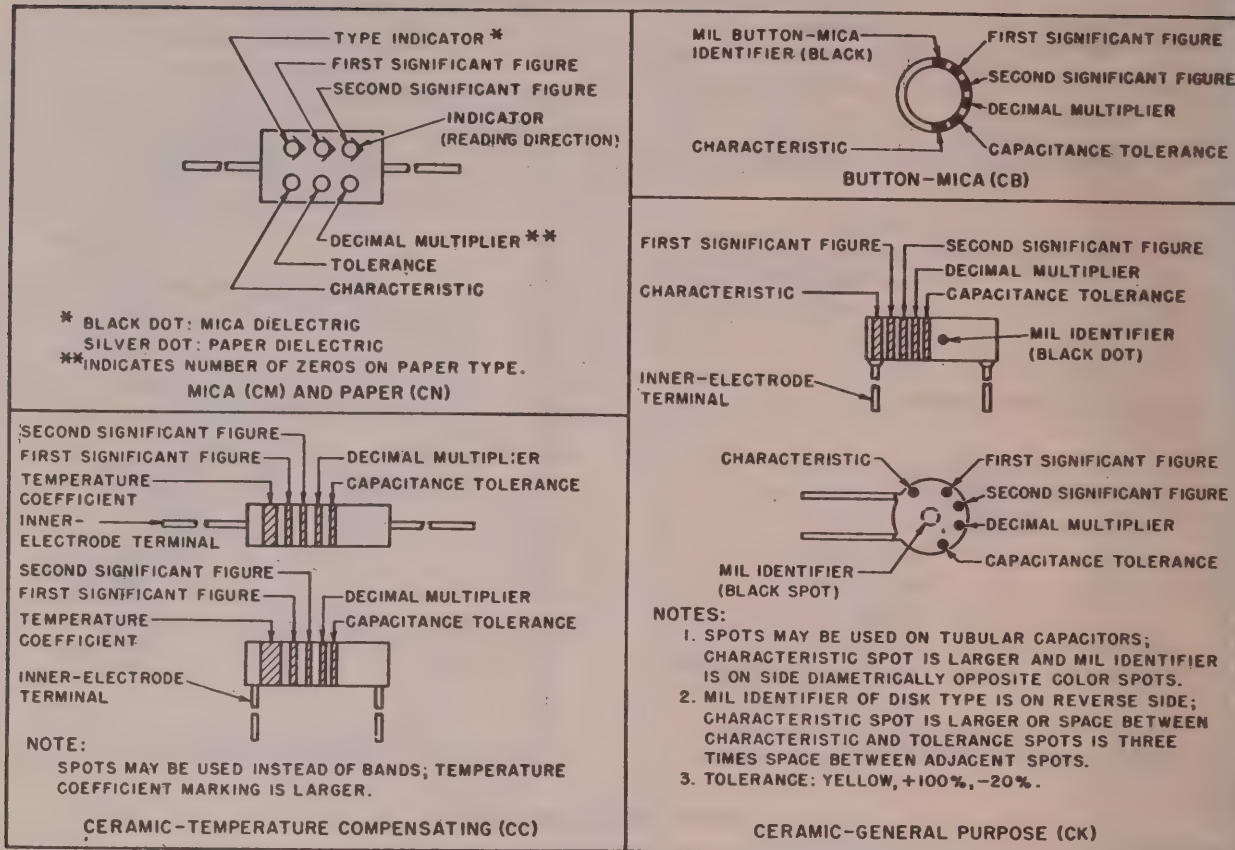 TYPE INDICATOR *
FIRST SIGNIFICANT FIGURE
SECOND SIGNIFICANT FIGURE
INDICATOR
(READING DIRECTION)
DECIMAL MULTIPLIER **
TOLERANCE
CHARACTERISTIC
* BLACK DOT: MICA DIELECTRIC
SILVER DOT: PAPER DIELECTRIC
** INDICATES NUMBER OF ZEROS ON PAPER TYPE.
MICA (CM) AND PAPER (CN)
MIL BUTTON-MICA
IDENTIFIER (BLACK)
FIRST SIGNIFICANT FIGURE
SECOND SIGNIFICANT FIGURE
DECIMAL MULTIPLIER
CHARACTERISTIC
CAPACITANCE TOLERANCE
BUTTON-MICA (CB)
SECOND SIGNIFICANT FIGURE
FIRST SIGNIFICANT FIGURE
DECIMAL MULTIPLIER
TEMPERATURE
COEFFICIENT
CAPACITANCE TOLERANCE
INNER-
ELECTRODE TERMINAL
SECOND SIGNIFICANT FIGURE
FIRST SIGNIFICANT FIGURE
DECIMAL MULTIPLIER
TEMPERATURE
COEFFICIENT
CAPACITANCE TOLERANCE
INNER-ELECTRODE
TERMINAL
NOTE:
SPOTS MAY BE USED INSTEAD OF BANDS; TEMPERATURE
COEFFICIENT MARKING IS LARGER.
CERAMIC-TEMPERATURE COMPENSATING (CC)
FIRST SIGNIFICANT FIGURE
SECOND SIGNIFICANT FIGURE
DECIMAL MULTIPLIER
CHARACTERISTIC
CAPACITANCE TOLERANCE
MIL IDENTIFIER
(BLACK DOT)
INNER-ELECTRODE
TERMINAL
CHARACTERISTIC
FIRST SIGNIFICANT FIGURE
SECOND SIGNIFICANT FIGURE
DECIMAL MULTIPLIER
CAPACITANCE TOLERANCE
MIL IDENTIFIER
(BLACK SPOT)
NOTES:
1. SPOTS MAY BE USED ON TUBULAR CAPACITORS;
CHARACTERISTIC SPOT IS LARGER AND MIL IDENTIFIER
IS ON SIDE DIAMETRICALLY OPPOSITE COLOR SPOTS.
2. MIL IDENTIFIER OF DISK TYPE IS ON REVERSE SIDE;
CHARACTERISTIC SPOT IS LARGER OR SPACE BETWEEN
CHARACTERISTIC AND TOLERANCE SPOTS IS THREE
TIMES SPACE BETWEEN ADJACENT SPOTS.
3. TOLERANCE: YELLOW, +100%, -20%.
CERAMIC-GENERAL PURPOSE (CK)